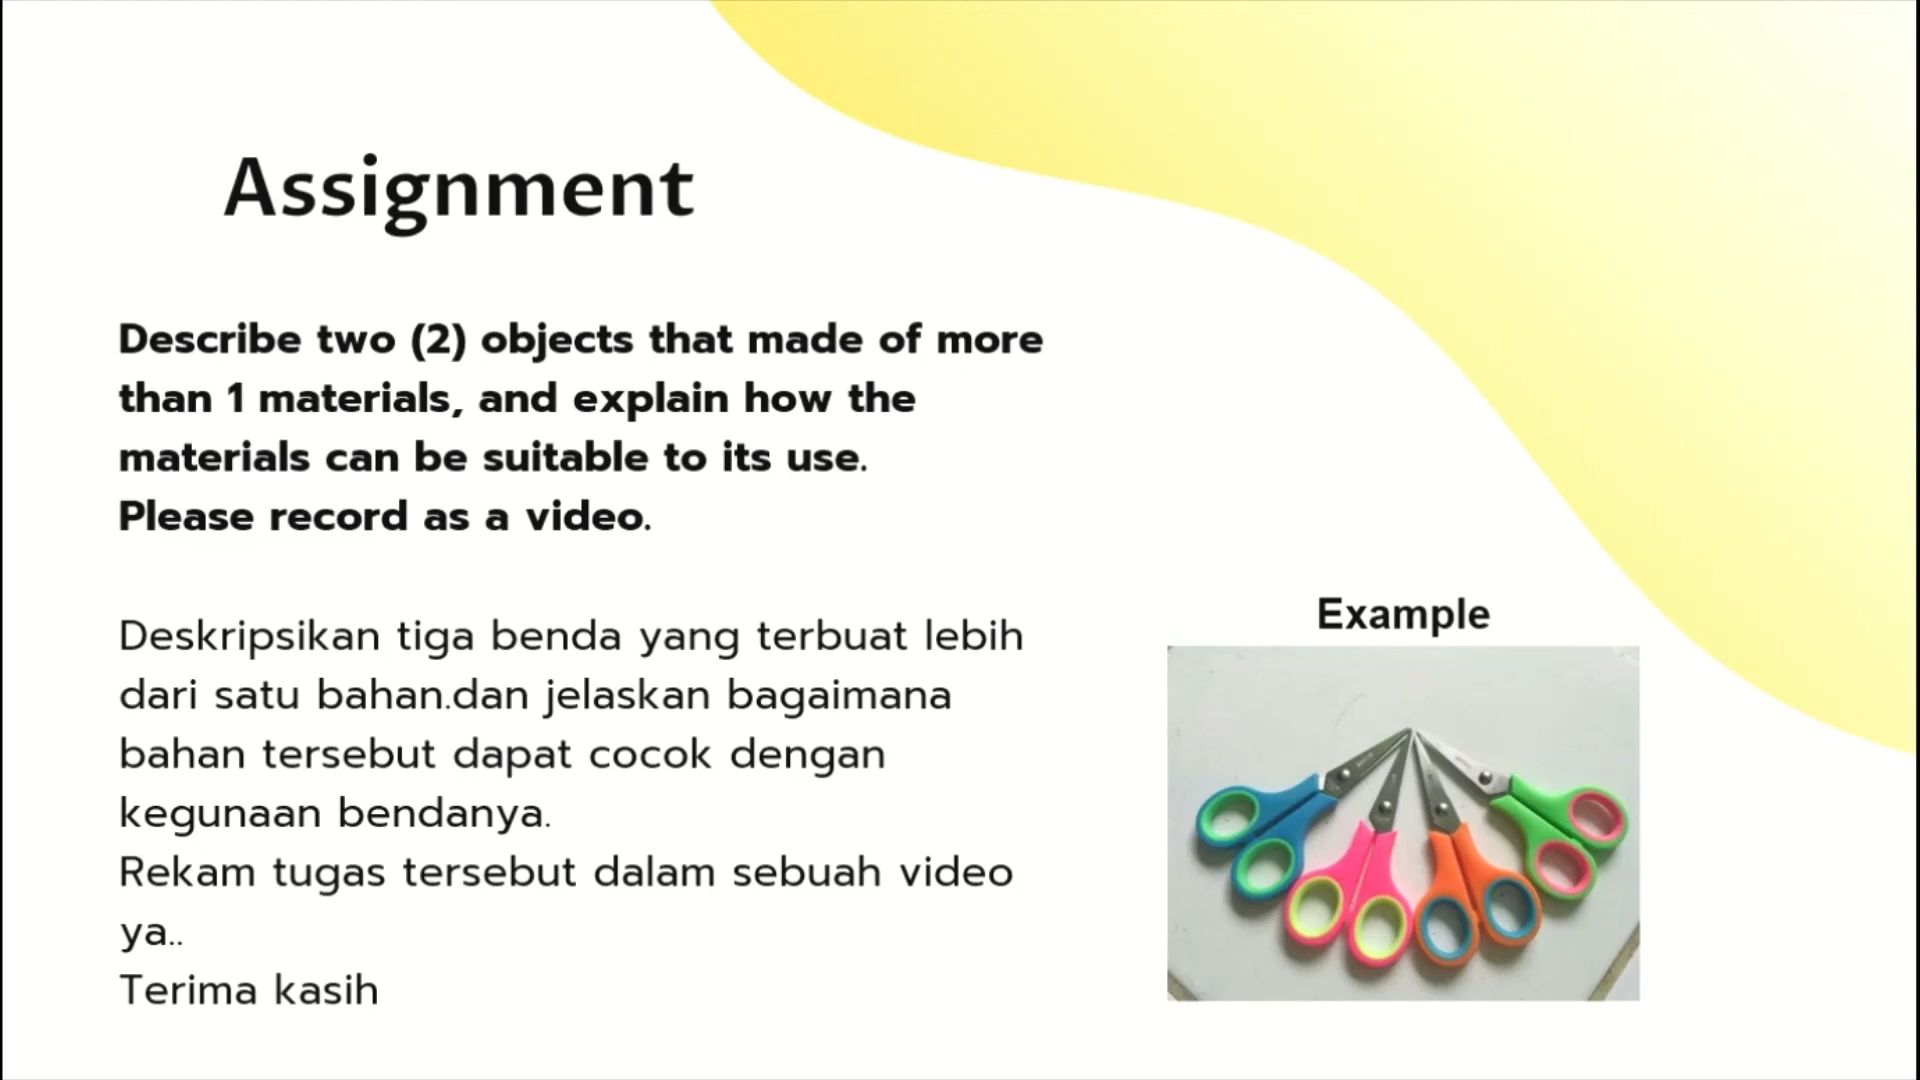 Assignment
Describe two (2) objects that made of more
than 1 materials, and explain how the
materials can be suitable to its use.
Please record as a video.
Deskripsikan tiga benda yang terbuat lebih
dari satu bahan.dan jelaskan bagaimana
bahan tersebut dapat cocok dengan
kegunaan bendanya.
Rekam tugas tersebut dalam sebuah video
ya..
Terima kasih
Example